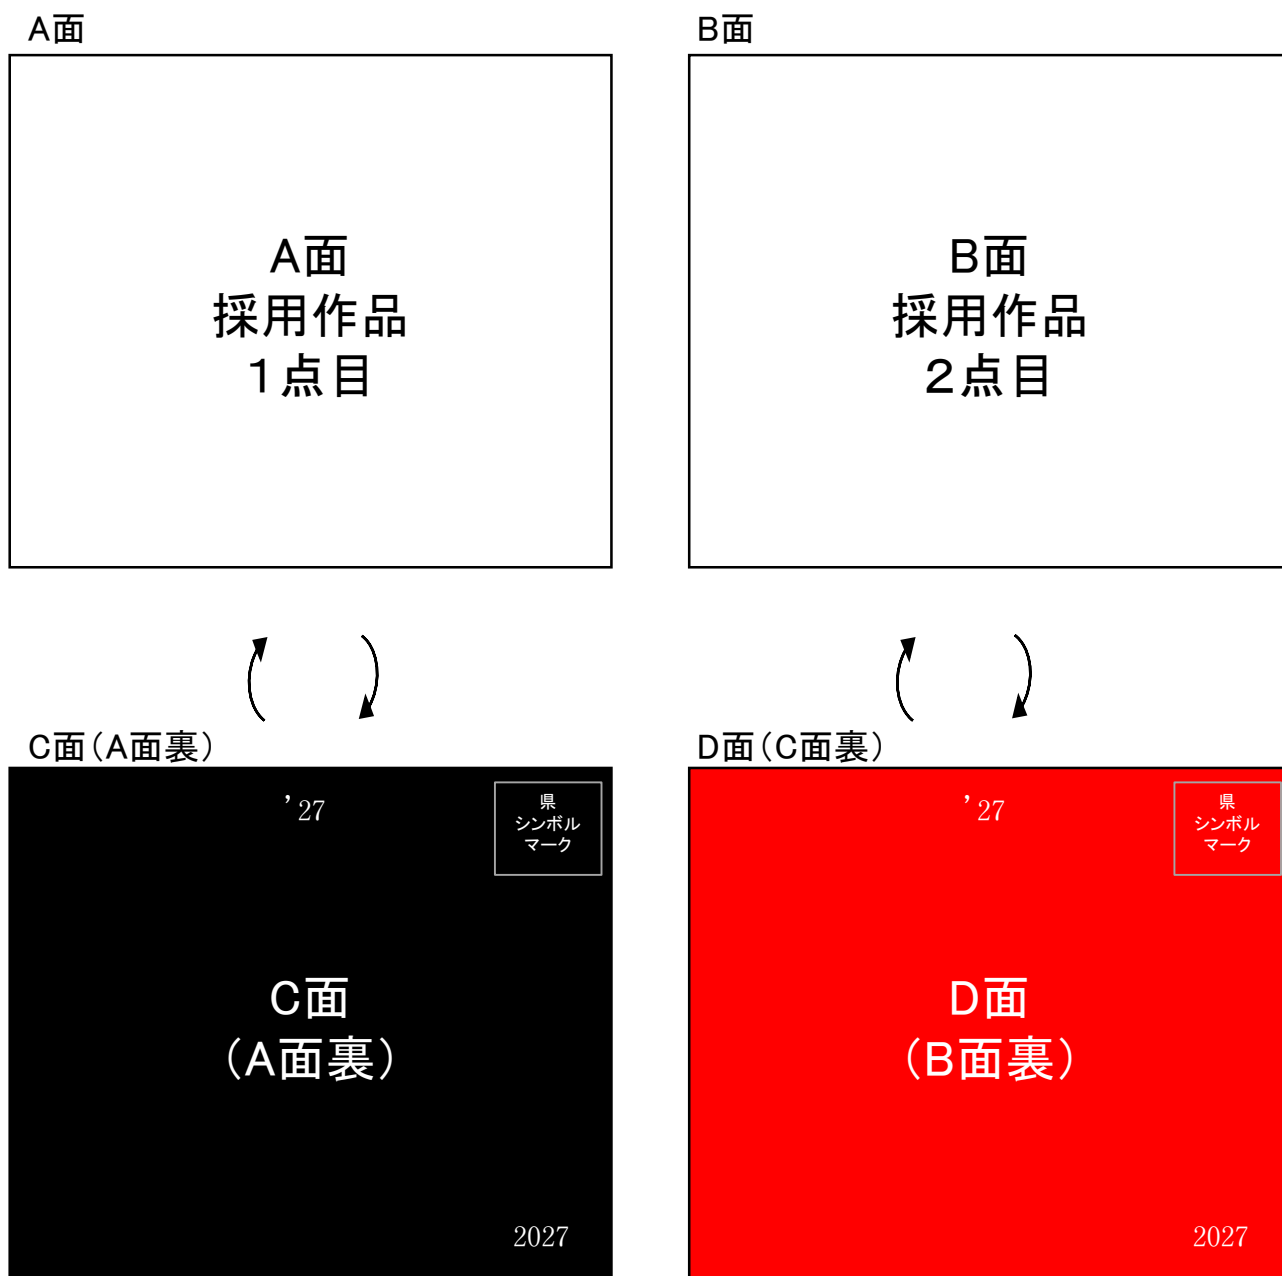 A面
B面
A面
採用作品
1点目
B面
採用作品
2点目
C面(A面裏)
D面(C面裏)
’27
県
シンボル
マーク
C面
(A面裏)
2027
’27
県
シンボル
マーク
D面
(B面裏)
2027